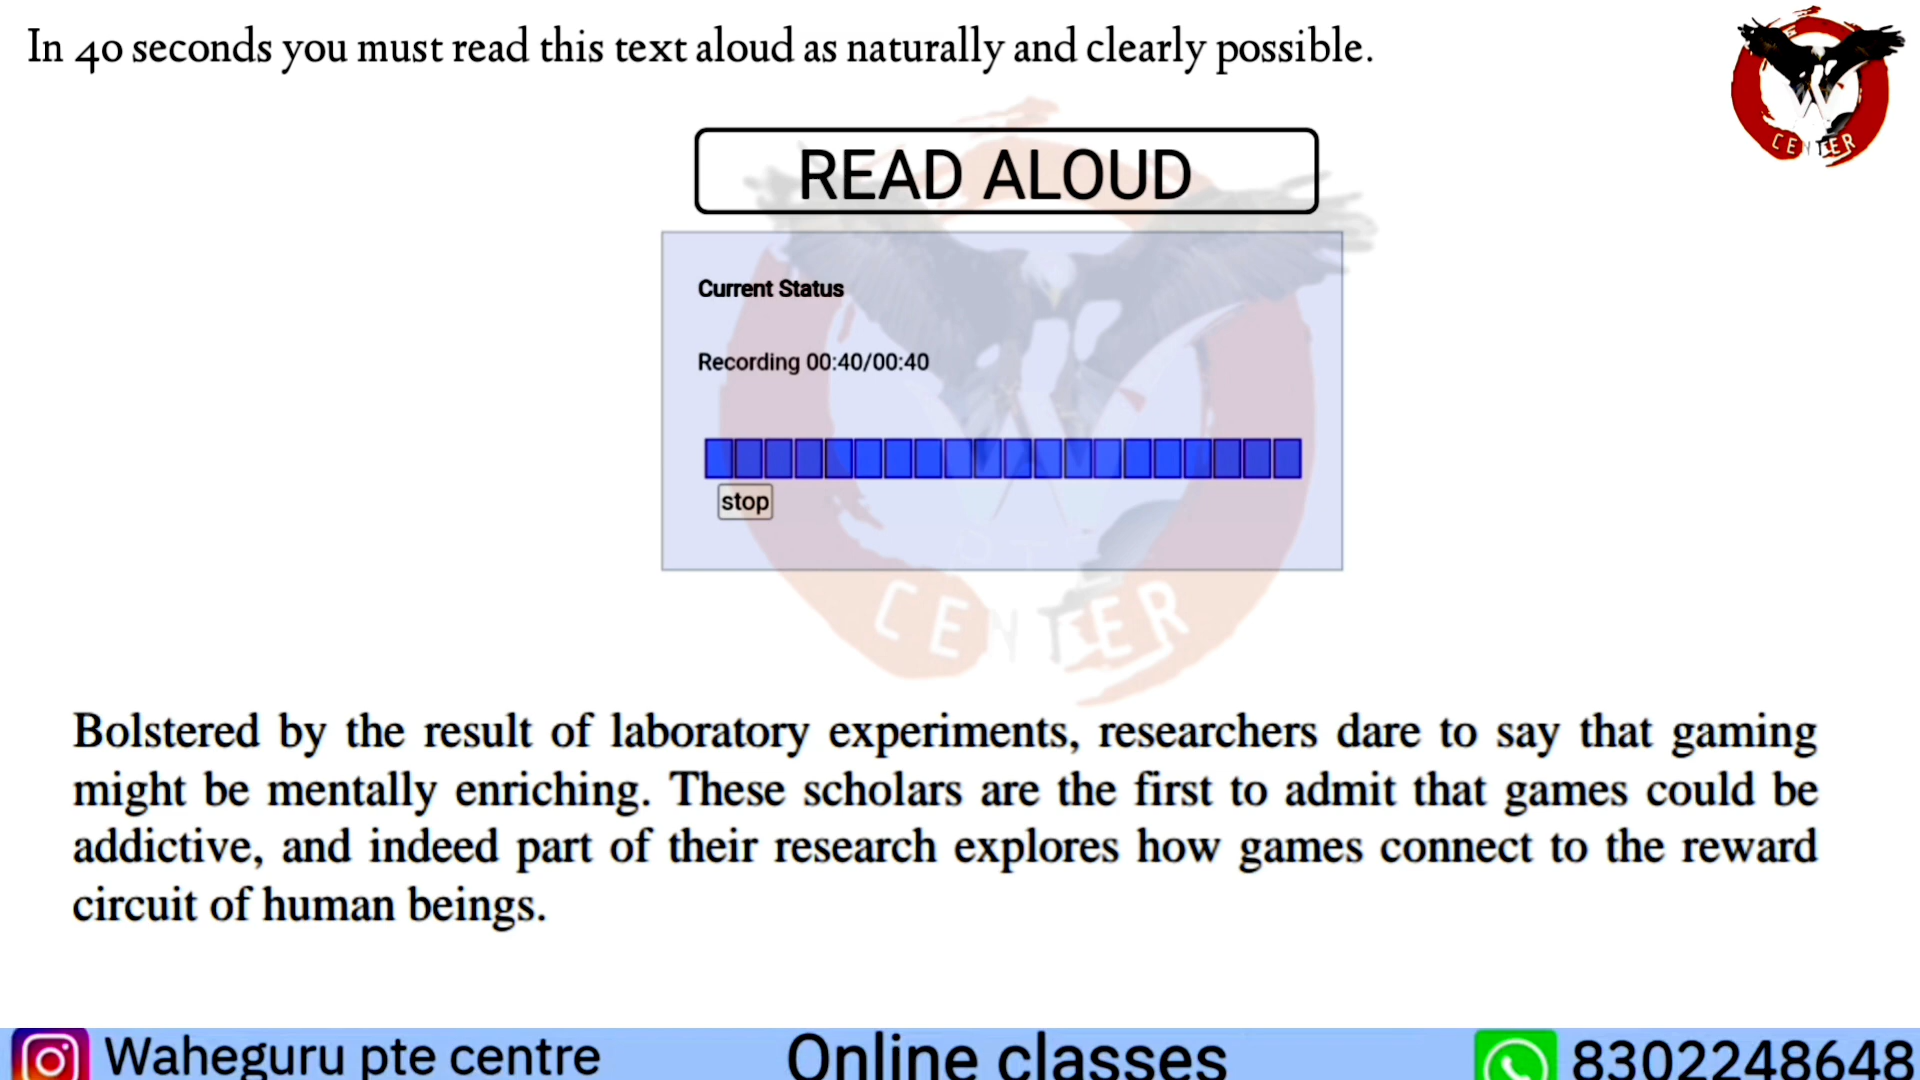 In 40 seconds you must read this text aloud as naturally and clearly possible.
CENTER
READ ALOUD
Current Status
Recording 00:40/00:40
stop
CENTER
Bolstered by the result of laboratory experiments, researchers dare to say that gaming
might be mentally enriching. These scholars are the first to admit that games could be
addictive, and indeed part of their research explores how games connect to the reward
circuit of human beings.
Waheguru pte centre
Online classes
8302248648